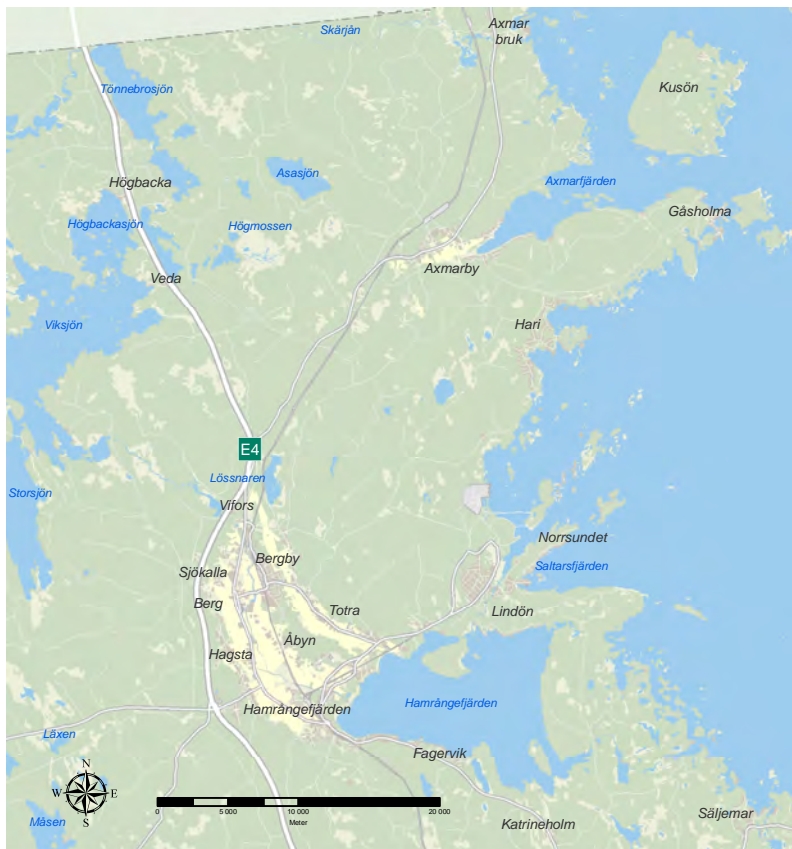 Skärjån
Axmar
bruk
Tönnebrosjön
Kusön
Asasjön
Högbacka
Axmarfjärden
Gåsholma
Högbackasjön
Högmossen
Axmarby
Veda
Viksjön
Hari
E4
Lössnaren
Storsjön
Vifors
Norrsundet
Bergby
Saltarsfjärden
Sjökalla
Berg
Totra
Lindön
Åbyn
Hagsta
Hamrångefjärden
Hamrångefjärden
Läxen
Fagervik
N
W E
S
0 5 000 10 000 20 000
Meter
Måsen
Katrineholm
Säljemar